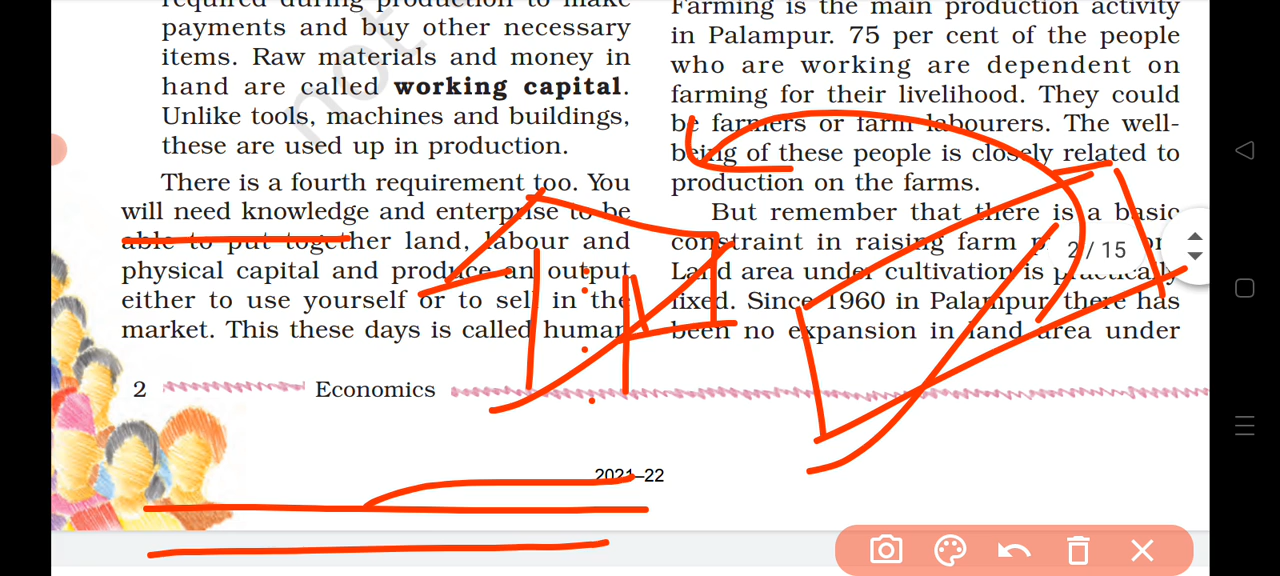 required during production to make
payments and buy other necessary
items. Raw materials and money in
hand are called working capital.
Unlike tools, machines and buildings,
these are used up in production.
There is a fourth requirement too. You
will need knowledge and enterprise to be
able to put together land, labour and
physical capital and produce an output
either to use yourself or to sell in the
market. This these days is called human
Farming is the main production activity
in Palampur. 75 per cent of the people
who are working are dependent on
farming for their livelihood. They could
be farmers or farm labourers. The well-
being of these people is closely related to
production on the farms.
But remember that there is a basic
constraint in raising farm
Land area under cultivation is practically
fixed. Since 1960 in Palampur, there has
been no expansion in land area under
2 Economics
2021–22
2 / 15
not